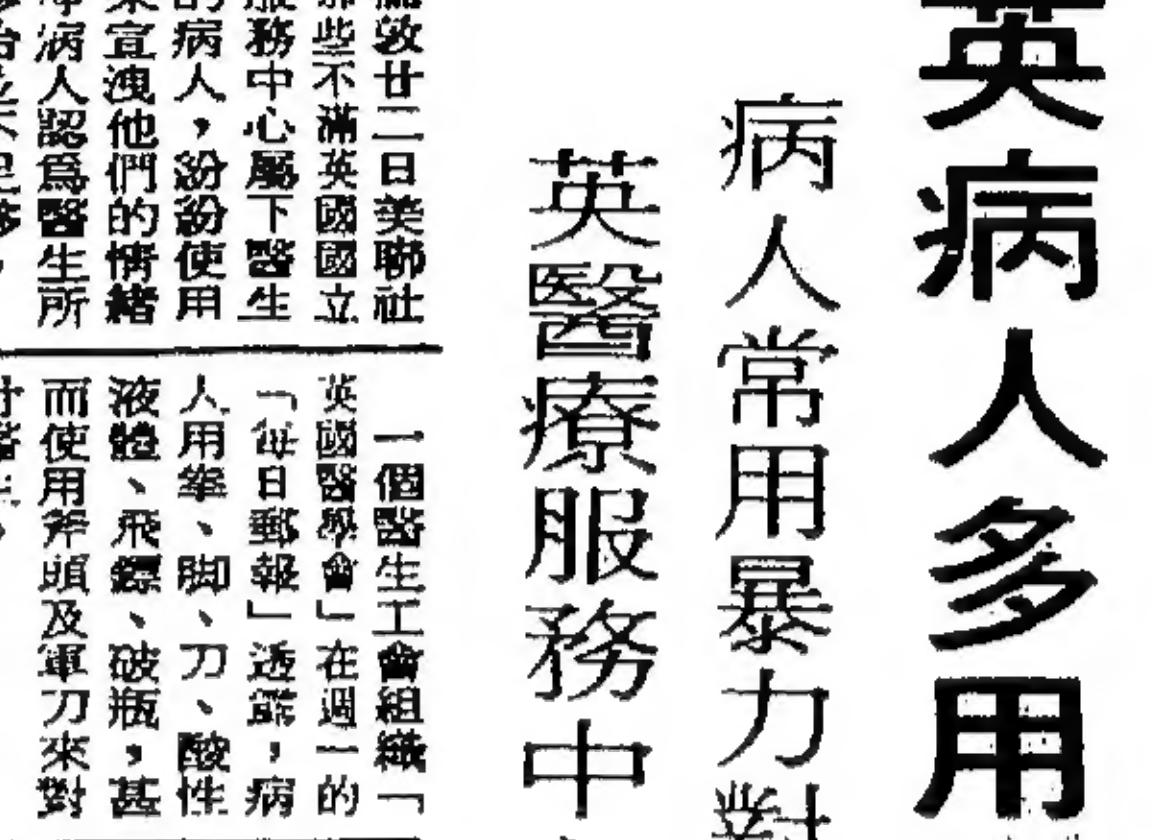 英病人多用
病人常用暴力對
英醫療服務中
敦廿二日美聯社
些不滿英國國立
服務中心屬下醫生
的病人，紛紛使用
來宣洩他們的情緒
病人認爲醫生所
一個醫生工會組織「
英國醫學會」在週一的
「每日郵報」透露，病
人用拳、脚、刀、酸性
液體、飛鏢、破瓶，甚
而使用斧頭及軍刀來對